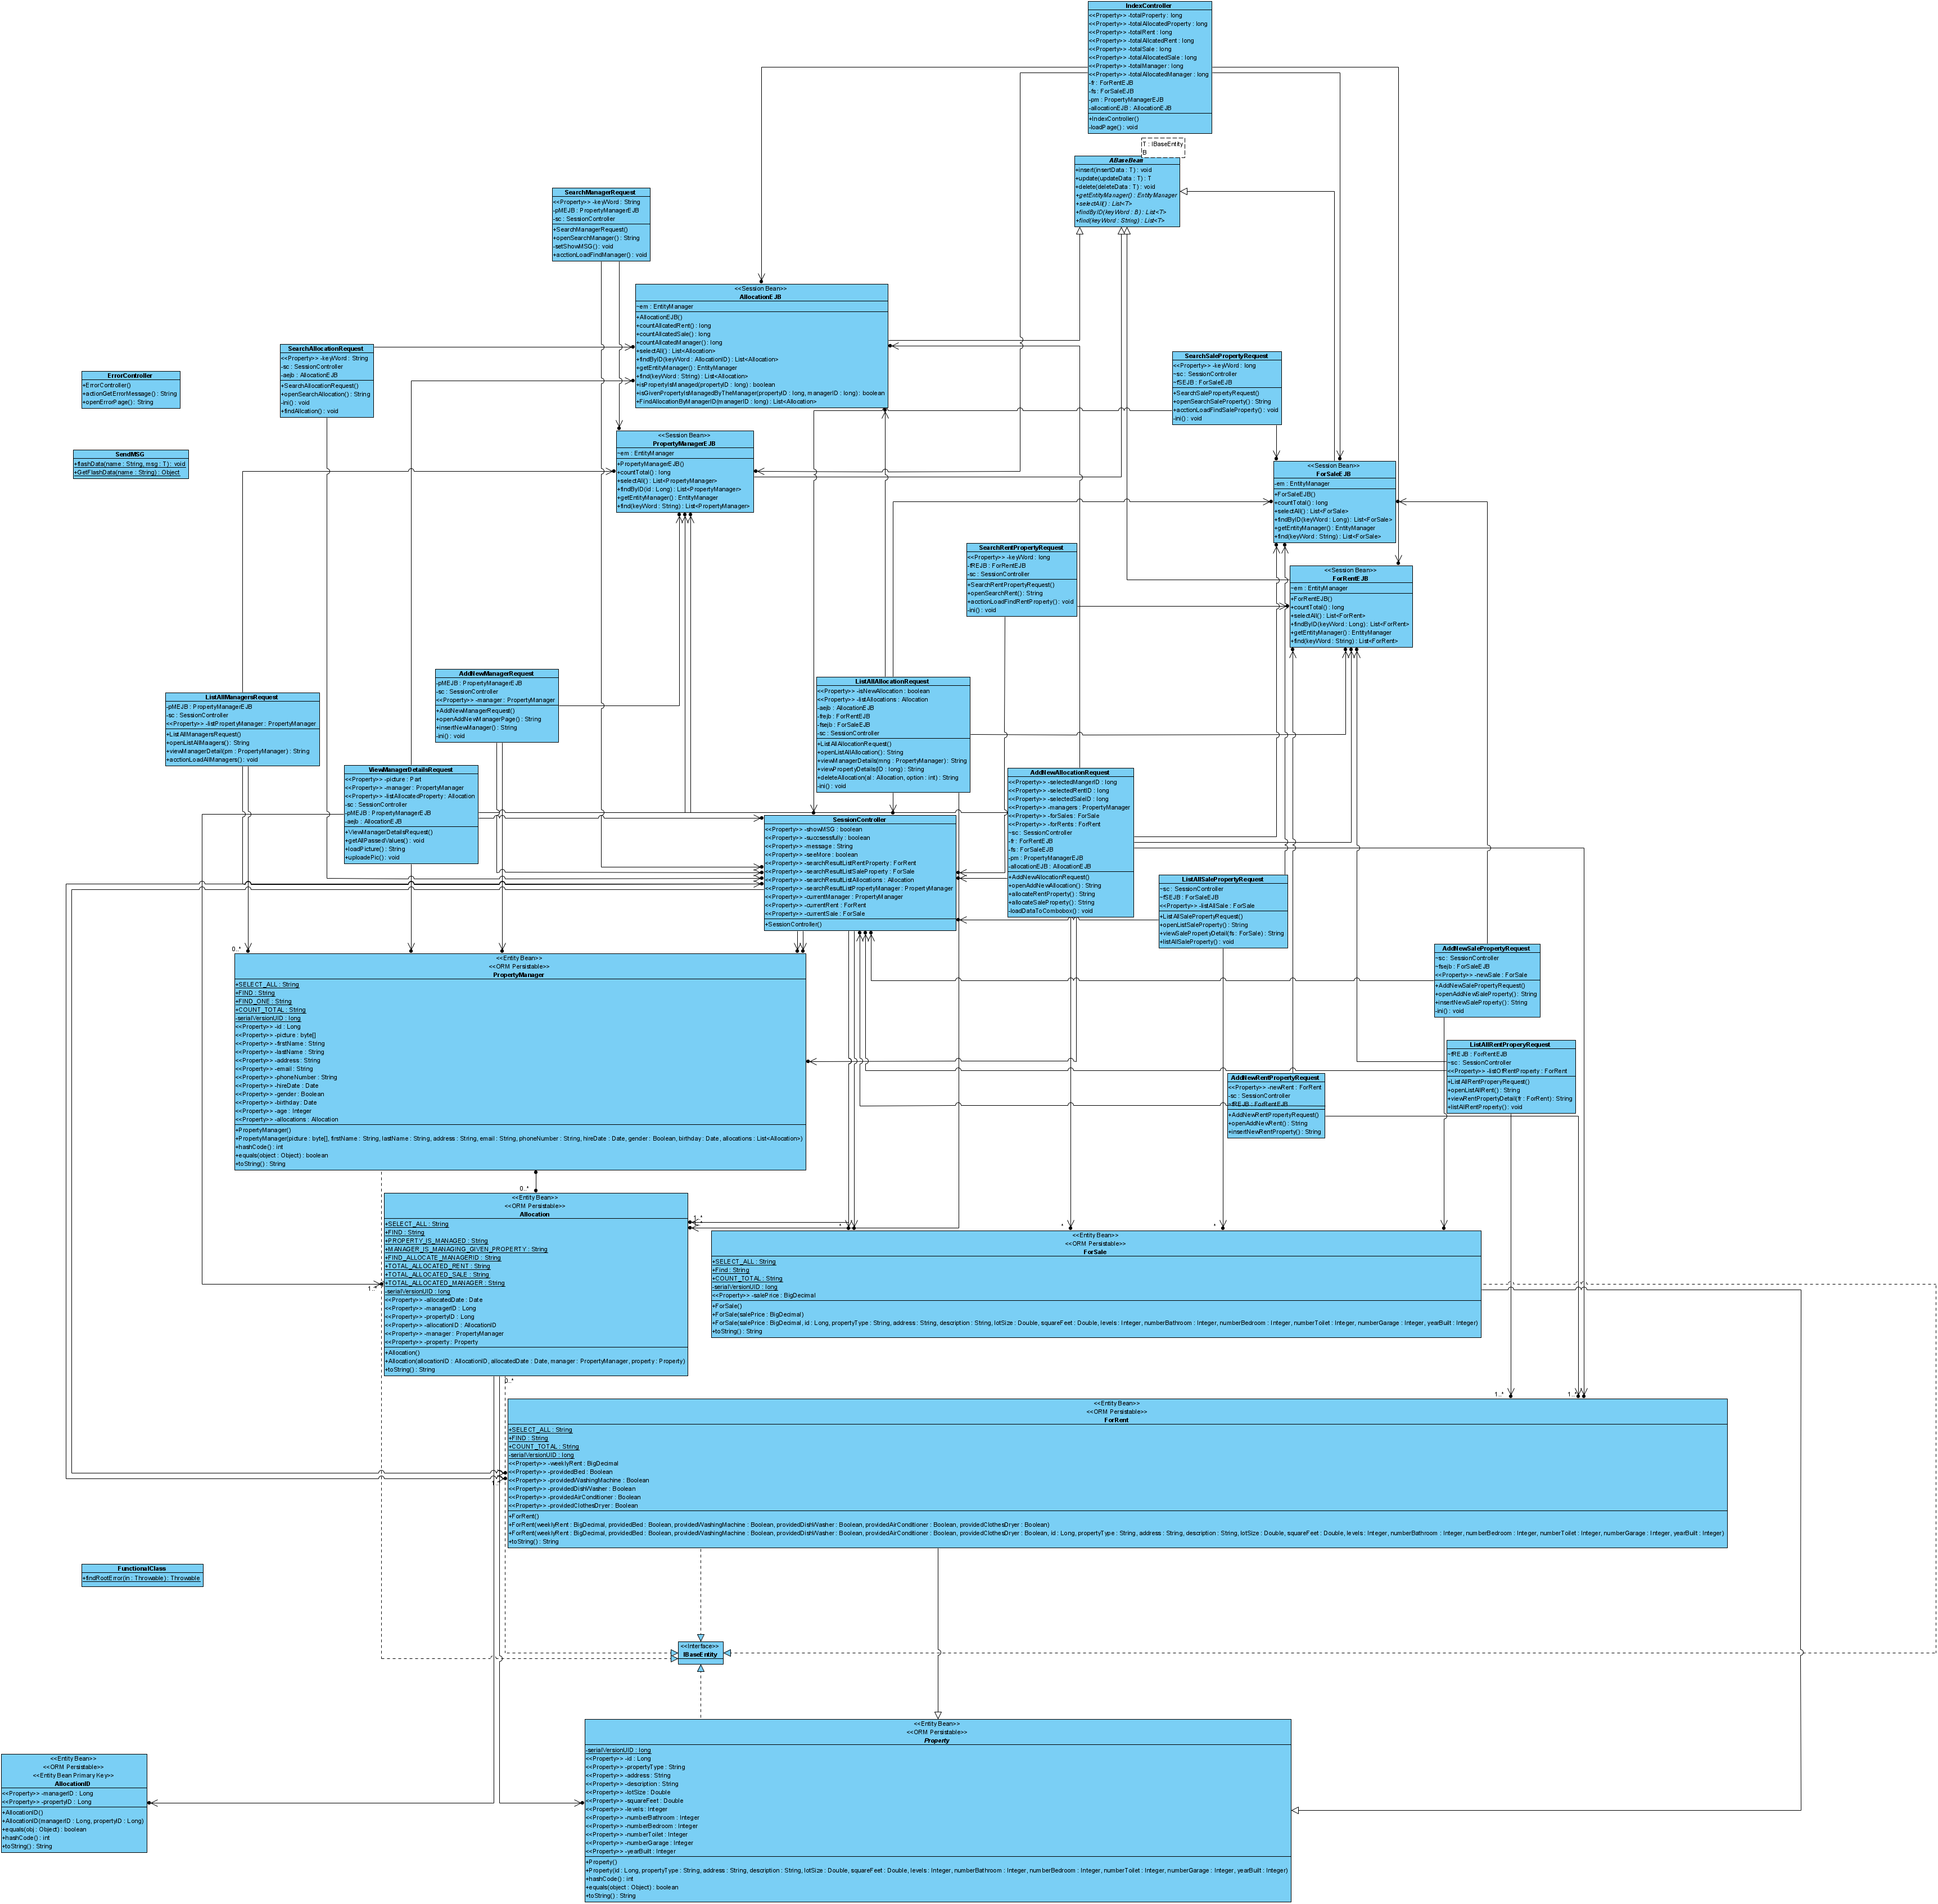 IndexController
<<Property>> -totalProperty : long
<<Property>> -totalAllocatedProperty : long
<<Property>> -totalRent : long
<<Property>> -totalAllcatedRent : long
<<Property>> -totalSale : long
<<Property>> -totalAllocatedSale : long
<<Property>> -totalManager : long
<<Property>> -totalAllocatedManager : long
-fr : ForRentEJB
-fs : ForSaleEJB
-pm : PropertyManagerEJB
-allocationEJB : AllocationEJB
+IndexController()
-loadPage() : void
T : IBaseEntity
B
ABaseBean
+insert(insertData : T) : void
+update(updateData : T) : T
+delete(deleteData : T) : void
+getEntityManager() : EntityManager
+selectAll() : List<T>
+findByID(keyWord : B) : List<T>
+find(keyWord : String) : List<T>
SearchManagerRequest
<<Property>> -keyWord : String
-pMEJB : PropertyManagerEJB
-sc : SessionController
+SearchManagerRequest()
+openSearchManager() : String
-setShowMSG() : void
+acctionLoadFindManager() : void
<<Session Bean>>
AllocationEJB
~em : EntityManager
+AllocationEJB()
+countAllcatedRent() : long
+countAllcatedSale() : long
+countAllcatedManager() : long
+selectAll() : List<Allocation>
+findByID(keyWord : AllocationID) : List<Allocation>
+getEntityManager() : EntityManager
+find(keyWord : String) : List<Allocation>
+isPropertyIsManaged(propertyID : long) : boolean
+isGivenPropertyIsManagedByTheManager(propertyID : long, managerID : long) : boolean
+FindAllocationByManagerID(managerID : long) : List<Allocation>
SearchAllocationRequest
<<Property>> -keyWord : String
-sc : SessionController
-aejb : AllocationEJB
+SearchAllocationRequest()
+openSearchAllocation() : String
-ini() : void
+findAllcation() : void
SearchSalePropertyRequest
<<Property>> -keyWord : long
~sc : SessionController
~fSEJB : ForSaleEJB
+SearchSalePropertyRequest()
+openSearchSaleProperty() : String
+acctionLoadFindSaleProperty() : void
-ini() : void
ErrorController
+ErrorController()
+actionGetErrorMessage() : String
+openErrorPage() : String
SendMSG
+flashData(name : String, msg : T) : void
+GetFlashData(name : String) : Object
<<Session Bean>>
PropertyManagerEJB
~em : EntityManager
+PropertyManagerEJB()
+countTotal() : long
+selectAll() : List<PropertyManager>
+findByID(id : Long) : List<PropertyManager>
+getEntityManager() : EntityManager
+find(keyWord : String) : List<PropertyManager>
<<Session Bean>>
ForSaleEJB
-em : EntityManager
+ForSaleEJB()
+countTotal() : long
+selectAll() : List<ForSale>
+findByID(keyWord : Long) : List<ForSale>
+getEntityManager() : EntityManager
+find(keyWord : String) : List<ForSale>
SearchRentPropertyRequest
<<Property>> -keyWord : long
-fREJB : ForRentEJB
-sc : SessionController
+SearchRentPropertyRequest()
+openSearchRent() : String
+acctionLoadFindRentProperty() : void
-ini() : void
<<Session Bean>>
ForRentEJB
~em : EntityManager
+ForRentEJB()
+countTotal() : long
+selectAll() : List<ForRent>
+findByID(keyWord : Long) : List<ForRent>
+getEntityManager() : EntityManager
+find(keyWord : String) : List<ForRent>
ListAllManagersRequest
-pMEJB : PropertyManagerEJB
-sc : SessionController
<<Property>> -listPropertyManager : PropertyManager
+ListAllManagersRequest()
+openListAllMaagers() : String
+viewManagerDetail(pm : PropertyManager) : String
+acctionLoadAllManagers() : void
AddNewManagerRequest
-pMEJB : PropertyManagerEJB
-sc : SessionController
<<Property>> -manager : PropertyManager
+AddNewManagerRequest()
+openAddNewManagerPage() : String
+insertNewManager() : String
-ini() : void
ListAllAllocationRequest
<<Property>> -isNewAllocation : boolean
<<Property>> -listAllocations : Allocation
-aejb : AllocationEJB
-frejb : ForRentEJB
-fsejb : ForSaleEJB
-sc : SessionController
+ListAllAllocationRequest()
+openListAllAllocation() : String
+viewManagerDetails(mng : PropertyManager) : String
+viewPropertyDetails(ID : long) : String
+deleteAllocation(al : Allocation, option : int) : String
-ini() : void
ViewManagerDetailsRequest
<<Property>> -picture : Part
<<Property>> -manager : PropertyManager
<<Property>> -listAllocatedProperty : Allocation
-sc : SessionController
-pMEJB : PropertyManagerEJB
-aejb : AllocationEJB
+ViewManagerDetailsRequest()
+getAllPassedValues() : void
+loadPicture() : String
+uploadePic() : void
AddNewAllocationRequest
<<Property>> -selectedMangerID : long
<<Property>> -selectedRentID : long
<<Property>> -selectedSaleID : long
<<Property>> -managers : PropertyManager
<<Property>> -forSales : ForSale
<<Property>> -forRents : ForRent
~sc : SessionController
-fr : ForRentEJB
-fs : ForSaleEJB
-pm : PropertyManagerEJB
-allocationEJB : AllocationEJB
+AddNewAllocationRequest()
+openAddNewAllocation() : String
+allocateRentProperty() : String
+allocateSaleProperty() : String
-loadDataToCombobox() : void
SessionController
<<Property>> -showMSG : boolean
<<Property>> -succsessfully : boolean
<<Property>> -message : String
<<Property>> -seeMore : boolean
<<Property>> -searchResultListRentProperty : ForRent
<<Property>> -searchResultListSaleProperty : ForSale
<<Property>> -searchResultListAllocations : Allocation
<<Property>> -searchResultListPropertyManager : PropertyManager
<<Property>> -currentManager : PropertyManager
<<Property>> -currentRent : ForRent
<<Property>> -currentSale : ForSale
+SessionController()
ListAllSalePropertyRequest
~sc : SessionController
~fSEJB : ForSaleEJB
<<Property>> -listAllSale : ForSale
+ListAllSalePropertyRequest()
+openListSaleProperty() : String
+viewSalePropertyDetail(fs : ForSale) : String
+listAllSaleProperty() : void
AddNewSalePropertyRequest
~sc : SessionController
~fsejb : ForSaleEJB
<<Property>> -newSale : ForSale
+AddNewSalePropertyRequest()
+openAddNewSaleProperty() : String
+insertNewSaleProperty() : String
-ini() : void
0..*
<<Entity Bean>>
<<ORM Persistable>>
PropertyManager
+SELECT_ALL : String
+FIND : String
+FIND_ONE : String
+COUNT_TOTAL : String
-serialVersionUID : long
<<Property>> -id : Long
<<Property>> -picture : byte[]
<<Property>> -firstName : String
<<Property>> -lastName : String
<<Property>> -address : String
<<Property>> -email : String
<<Property>> -phoneNumber : String
<<Property>> -hireDate : Date
<<Property>> -gender : Boolean
<<Property>> -birthday : Date
<<Property>> -age : Integer
<<Property>> -allocations : Allocation
+PropertyManager()
+PropertyManager(picture : byte[], firstName : String, lastName : String, address : String, email : String, phoneNumber : String, hireDate : Date, gender : Boolean, birthday : Date, allocations : List<Allocation>)
+hashCode() : int
+equals(object : Object) : boolean
+toString() : String
ListAllRentProperyRequest
~fREJB : ForRentEJB
~sc : SessionController
<<Property>> -listOfRentProperty : ForRent
+ListAllRentProperyRequest()
+openListAllRent() : String
+viewRentPropertyDetail(fr : ForRent) : String
+listAllRentProperty() : void
AddNewRentPropertyRequest
<<Property>> -newRent : ForRent
-sc : SessionController
-fREJB : ForRentEJB
+AddNewRentPropertyRequest()
+openAddNewRent() : String
+insertNewRentProperty() : String
0..*
<<Entity Bean>>
<<ORM Persistable>>
Allocation
+SELECT_ALL : String
+FIND : String
+PROPERTY_IS_MANAGED : String
+MANAGER_IS_MANAGING_GIVEN_PROPERTY : String
+FIND_ALLOCATE_MANAGERID : String
+TOTAL_ALLOCATED_RENT : String
+TOTAL_ALLOCATED_SALE : String
+TOTAL_ALLOCATED_MANAGER : String
-serialVersionUID : long
<<Property>> -allocatedDate : Date
<<Property>> -managerID : Long
<<Property>> -propertyID : Long
<<Property>> -allocationID : AllocationID
<<Property>> -manager : PropertyManager
<<Property>> -property : Property
+Allocation()
+Allocation(allocationID : AllocationID, allocatedDate : Date, manager : PropertyManager, property : Property)
+toString() : String
0..*
*
*
*
<<Entity Bean>>
<<ORM Persistable>>
ForSale
+SELECT_ALL : String
+Find : String
+COUNT_TOTAL : String
-serialVersionUID : long
<<Property>> -salePrice : BigDecimal
+ForSale()
+ForSale(salePrice : BigDecimal)
+ForSale(salePrice : BigDecimal, id : Long, propertyType : String, address : String, description : String, lotSize : Double, squareFeet : Double, levels : Integer, numberBathroom : Integer, numberBedroom : Integer, numberToilet : Integer, numberGarage : Integer, yearBuilt : Integer)
+toString() : String
1..*
1..*
<<Entity Bean>>
<<ORM Persistable>>
ForRent
+SELECT_ALL : String
+FIND : String
+COUNT_TOTAL : String
-serialVersionUID : long
<<Property>> -weeklyRent : BigDecimal
<<Property>> -providedBed : Boolean
<<Property>> -providedWashingMachine : Boolean
<<Property>> -providedDishWasher : Boolean
<<Property>> -providedAirConditioner : Boolean
<<Property>> -providedClothesDryer : Boolean
+ForRent()
+ForRent(weeklyRent : BigDecimal, providedBed : Boolean, providedWashingMachine : Boolean, providedDishWasher : Boolean, providedAirConditioner : Boolean, providedClothesDryer : Boolean)
+ForRent(weeklyRent : BigDecimal, providedBed : Boolean, providedWashingMachine : Boolean, providedDishWasher : Boolean, providedAirConditioner : Boolean, providedClothesDryer : Boolean, id : Long, propertyType : String, address : String, description : String, lotSize : Double, squareFeet : Double, levels : Integer, numberBathroom : Integer, numberBedroom : Integer, numberToilet : Integer, numberGarage : Integer, yearBuilt : Integer)
+toString() : String
FunctionalClass
+findRootError(in : Throwable) : Throwable
<<Interface>>
IBaseEntity
<<Entity Bean>>
<<ORM Persistable>>
Property
-serialVersionUID : long
<<Property>> -id : Long
<<Property>> -propertyType : String
<<Property>> -address : String
<<Property>> -description : String
<<Property>> -lotSize : Double
<<Property>> -squareFeet : Double
<<Property>> -levels : Integer
<<Property>> -numberBathroom : Integer
<<Property>> -numberBedroom : Integer
<<Property>> -numberToilet : Integer
<<Property>> -numberGarage : Integer
<<Property>> -yearBuilt : Integer
+Property()
+Property(id : Long, propertyType : String, address : String, description : String, lotSize : Double, squareFeet : Double, levels : Integer, numberBathroom : Integer, numberBedroom : Integer, numberToilet : Integer, numberGarage : Integer, yearBuilt : Integer)
+hashCode() : int
+equals(object : Object) : boolean
+toString() : String
<<Entity Bean>>
<<ORM Persistable>>
<<Entity Bean Primary Key>>
AllocationID
<<Property>> -managerID : Long
<<Property>> -propertyID : Long
+AllocationID()
+AllocationID(managerID : Long, propertyID : Long)
+equals(obj : Object) : boolean
+hashCode() : int
+toString() : String